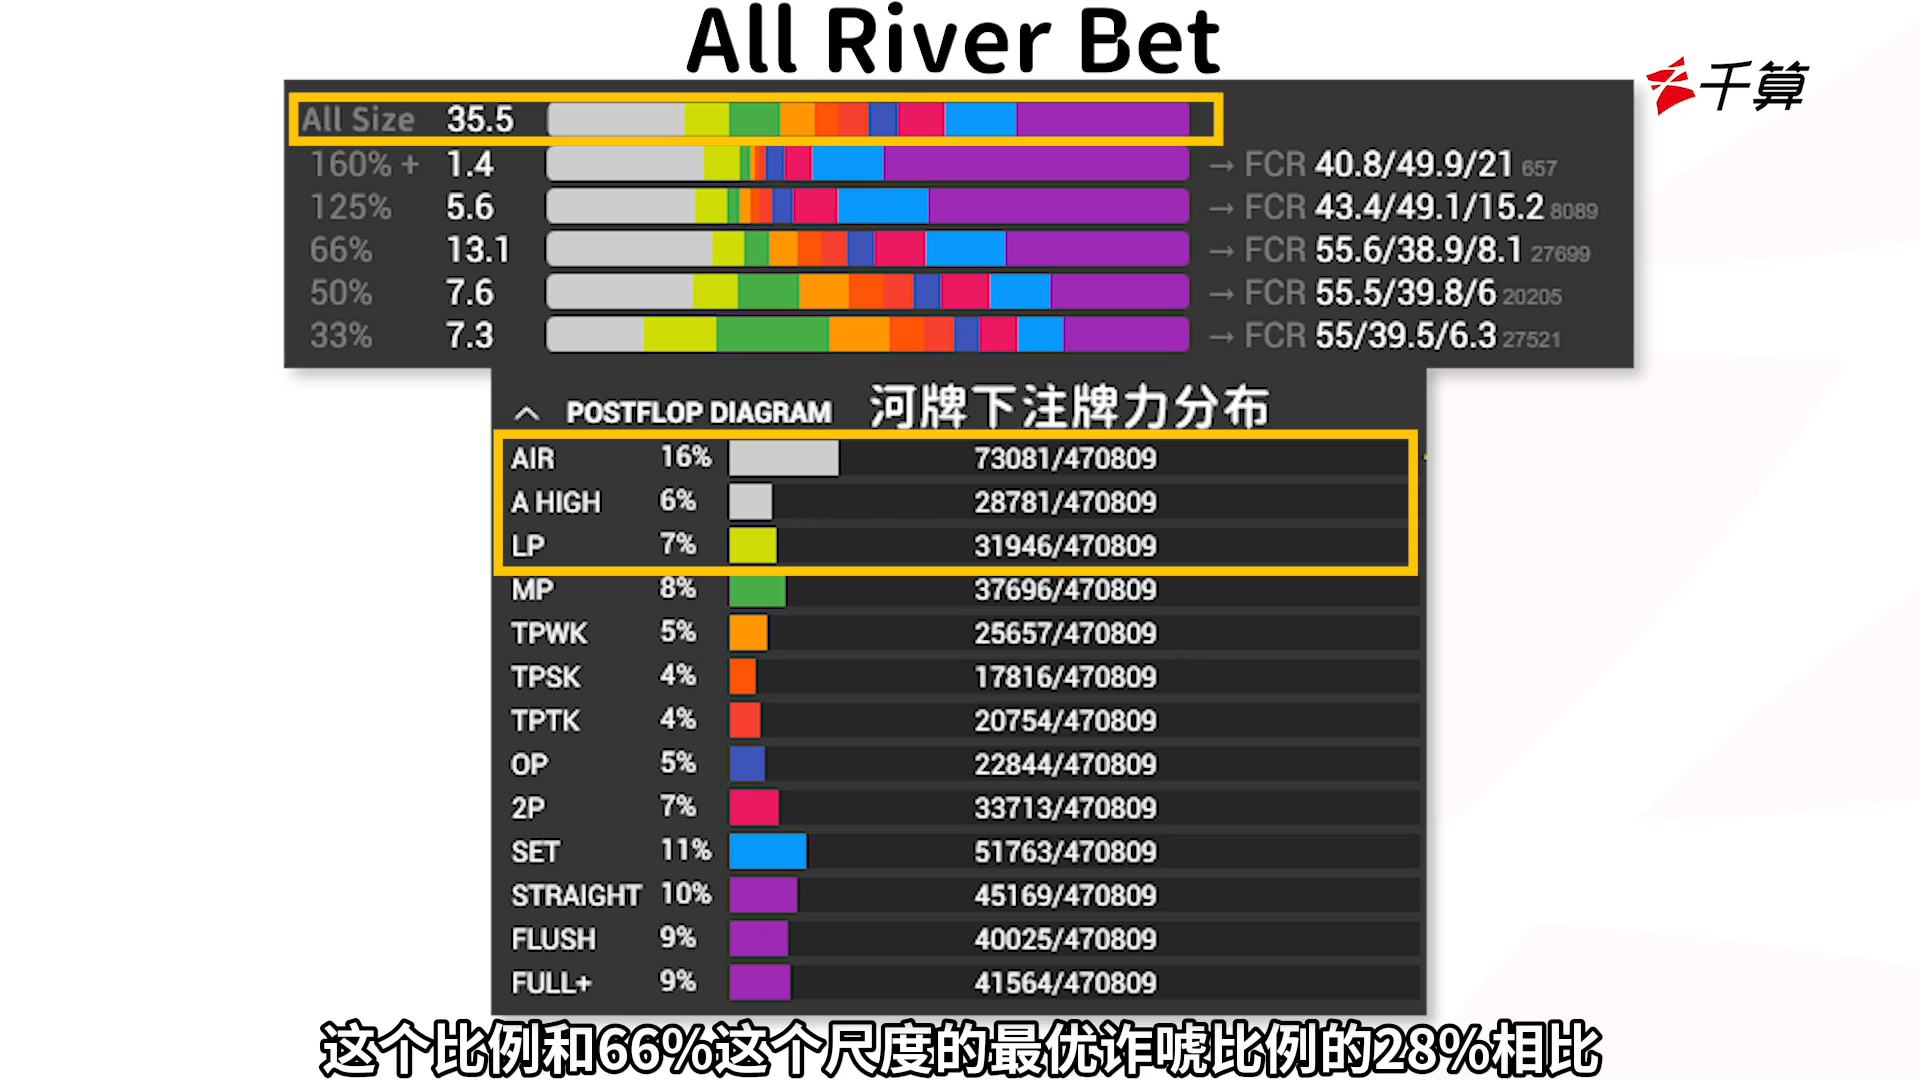 All River Bet
千算
All Size 35.5
160% + 1.4 → FCR 40.8/49.9/21 657
125% 5.6 → FCR 43.4/49.1/15.2 8089
66% 13.1 → FCR 55.6/38.9/8.1 27699
50% 7.6 → FCR 55.5/39.8/6 20205
33% 7.3 → FCR 55/39.5/6.3 27521
POSTFLOP DIAGRAM 河牌下注牌力分布
AIR 16% 73081/470809
A HIGH 6% 28781/470809
LP 7% 31946/470809
MP 8% 37696/470809
TPWK 5% 25657/470809
TPSK 4% 17816/470809
TPTK 4% 20754/470809
OP 5% 22844/470809
2P 7% 33713/470809
SET 11% 51763/470809
STRAIGHT 10% 45169/470809
FLUSH 9% 40025/470809
FULL+ 9% 41564/470809
这个比例和66%这个尺度的最优诈唬比例的28%相比